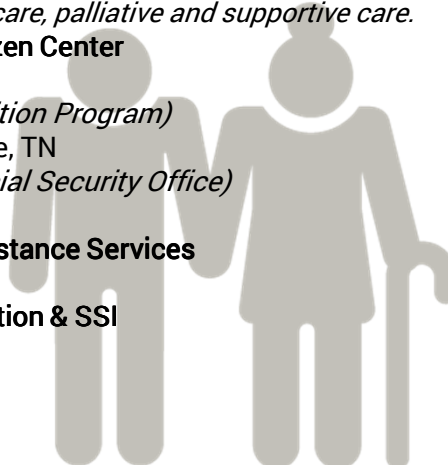 care, palliative and supportive care.
zen Center
ition Program)
e, TN
ial Security Office)
stance Services
tion & SSI